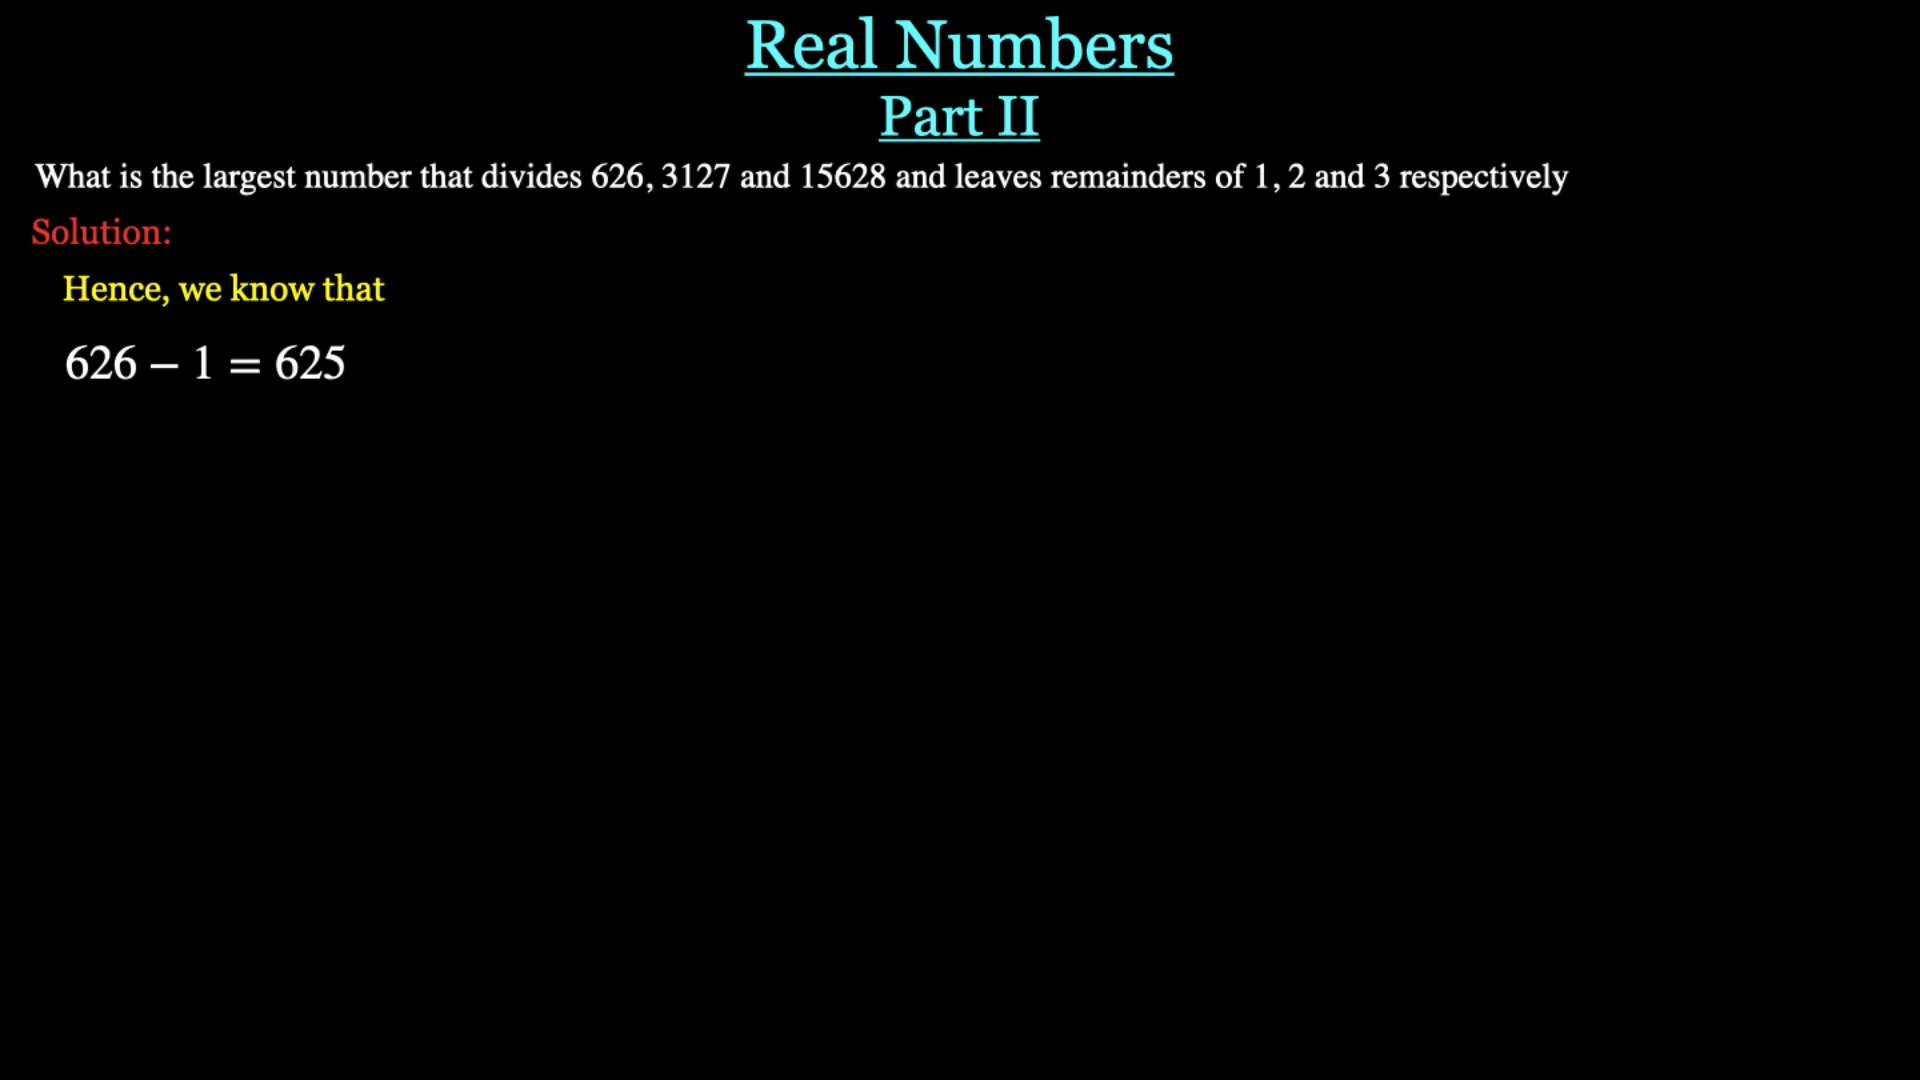 Real Numbers
Part II
What is the largest number that divides 626, 3127 and 15628 and leaves remainders of 1, 2 and 3 respectively
Solution:
Hence, we know that
626 – 1 = 625